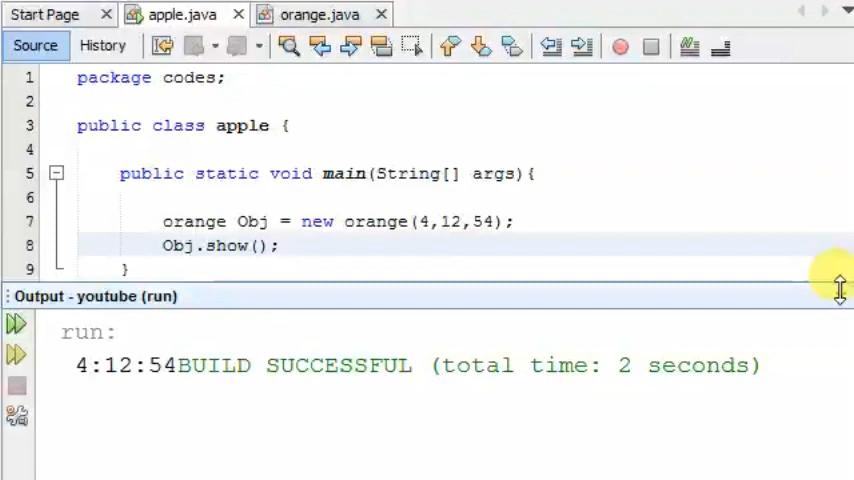 Start Page apple.java orange.java
Source History
1 package codes;
2
3 public class apple {
4
5 public static void main(String[] args){
6
7 orange Obj = new orange(4,12,54);
8 Obj.show();
9 }
Output - youtube (run)
run:
4:12:54BUILD SUCCESSFUL (total time: 2 seconds)